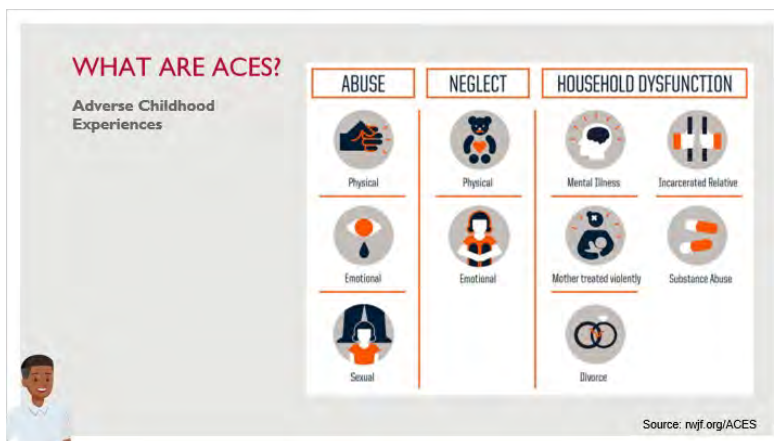 WHAT ARE ACES?
Adverse Childhood
Experiences
ABUSE
NEGLECT
HOUSEHOLD DYSFUNCTION
Physical
Physical
Mental Illness
Incarcerated Relative
Emotional
Emotional
Mother treated violently
Substance Abuse
Sexual
Divorce
Source: rwjf.org/ACES